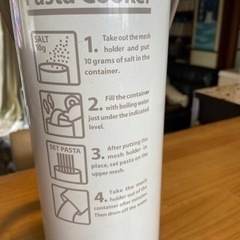 Pasta Cooker
SALT
10g
1. Take out the mesh
holder and put
10 grams of salt in the
container.
2. Fill the container
with boiling water
just under the indicated
level.
SET PASTA
3. After putting the
mesh holder in
place, set pasta on the
upper mesh.
4. Take the mesh
holder out of the
container after minutes.
Then drain off the water.